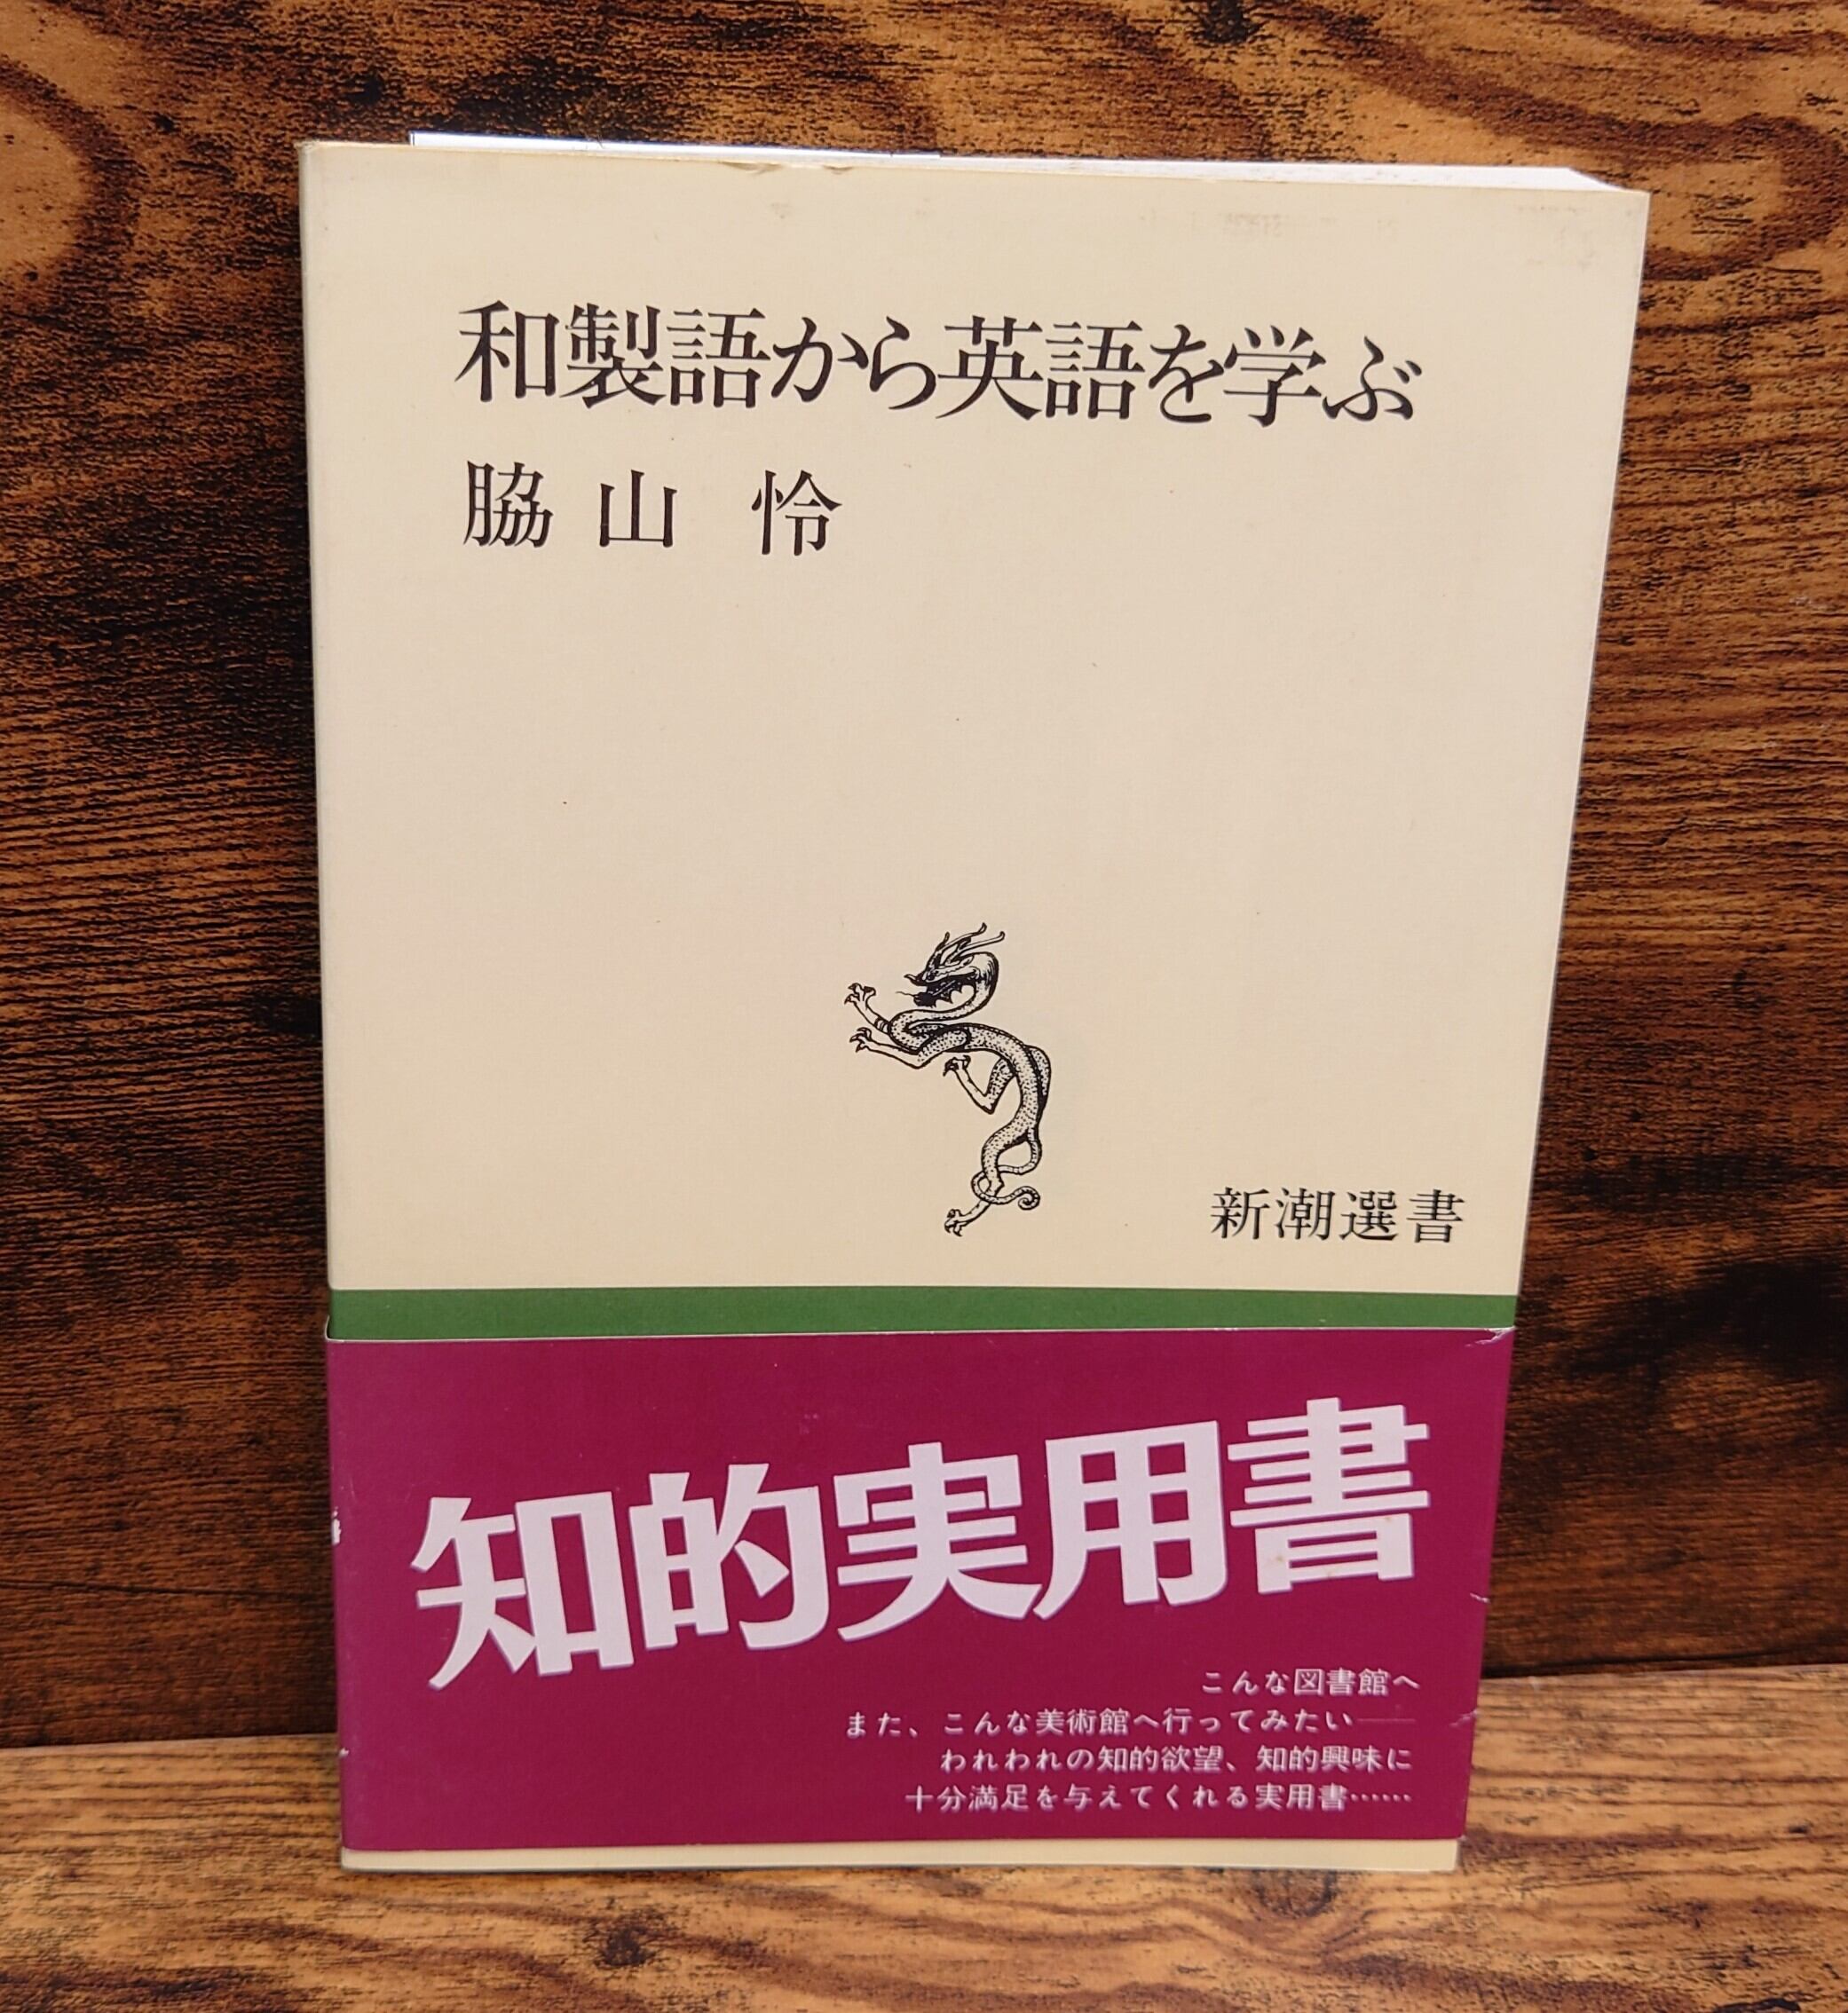 和製語から英語を学ぶ
脇山 怜
新潮選書
知的実用書
こんな図書館へ
また、こんな美術館へ行ってみたい──
われわれの知的欲望、知的興味に
十分満足を与えてくれる実用書……